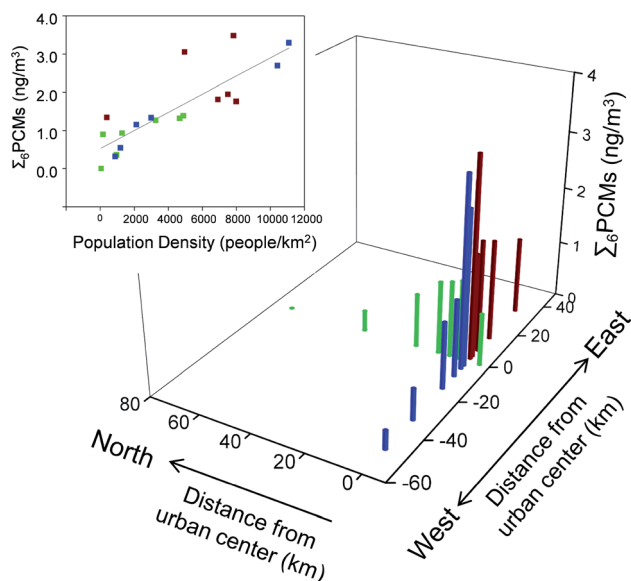 4.0
3.0
2.0
1.0
0.0
Σ₆PCMs (ng/m³)
0 2000 4000 6000 8000 10000 12000
Population Density (people/km²)
4
3
2
1
0
Σ₆PCMs (ng/m³)
40
20
0
-20
-40
-60
East
West
Distance from
urban center (km)
80 60 40 20 0
North
Distance from
urban center (km)